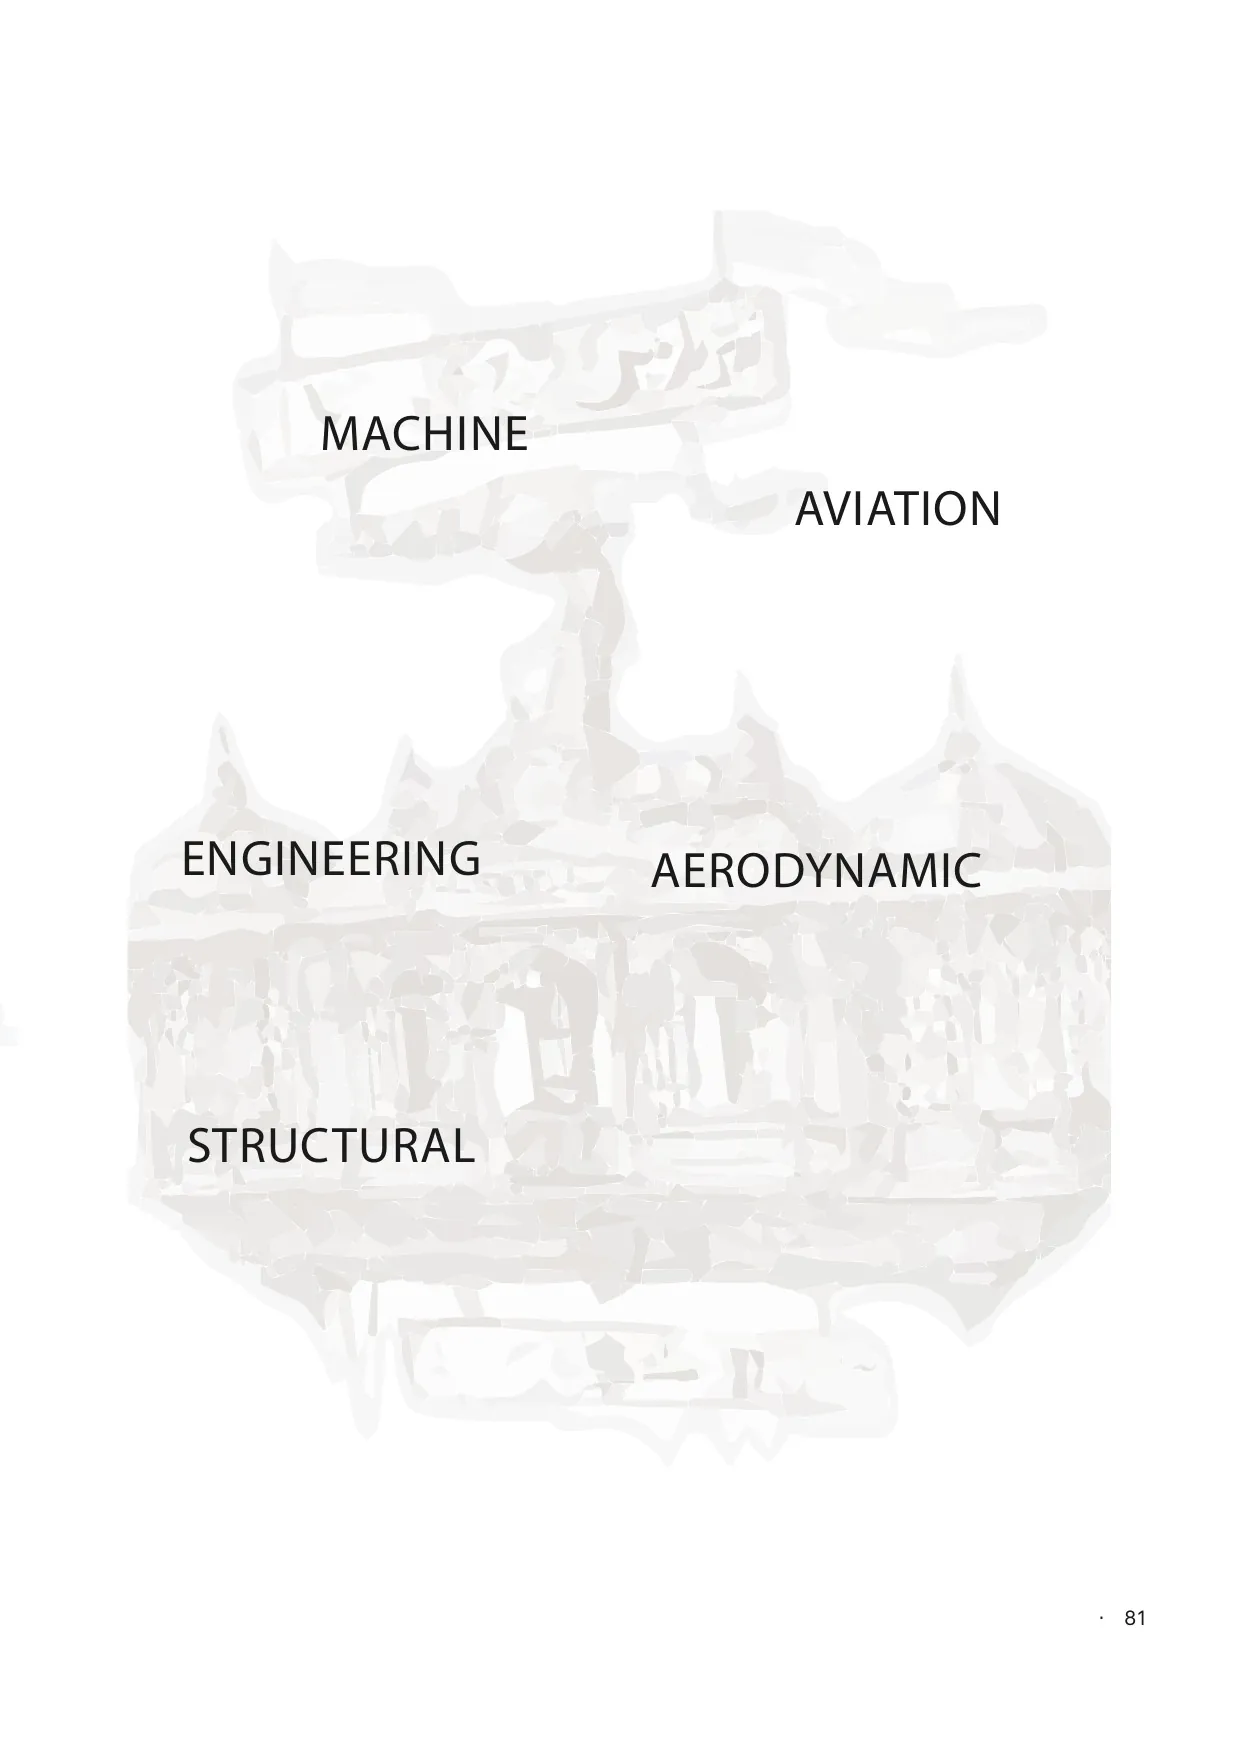 MACHINE
AVIATION
ENGINEERING
AERODYNAMIC
STRUCTURAL
· 81